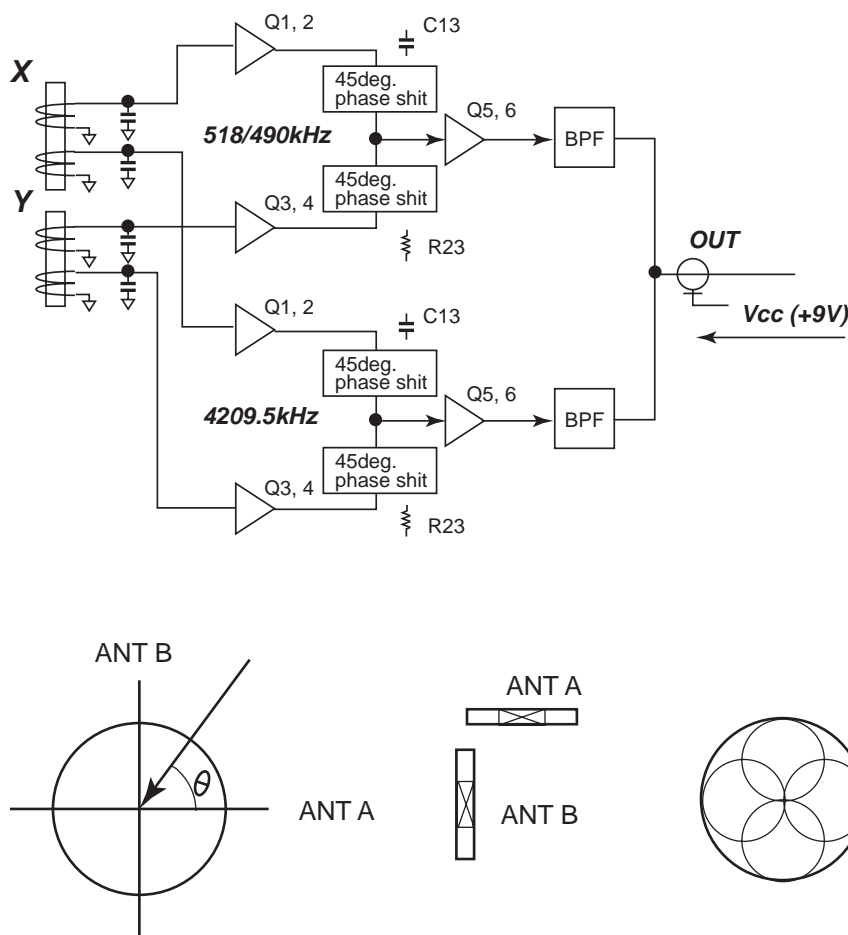 Q1, 2
C13
X
45deg.
phase shit
Q5, 6
518/490kHz
BPF
45deg.
phase shit
Y
Q3, 4
OUT
R23
Q1, 2
C13
Vcc (+9V)
45deg.
phase shit
Q5, 6
4209.5kHz
BPF
45deg.
phase shit
Q3, 4
R23
ANT B
ANT A
θ
ANT A
ANT B